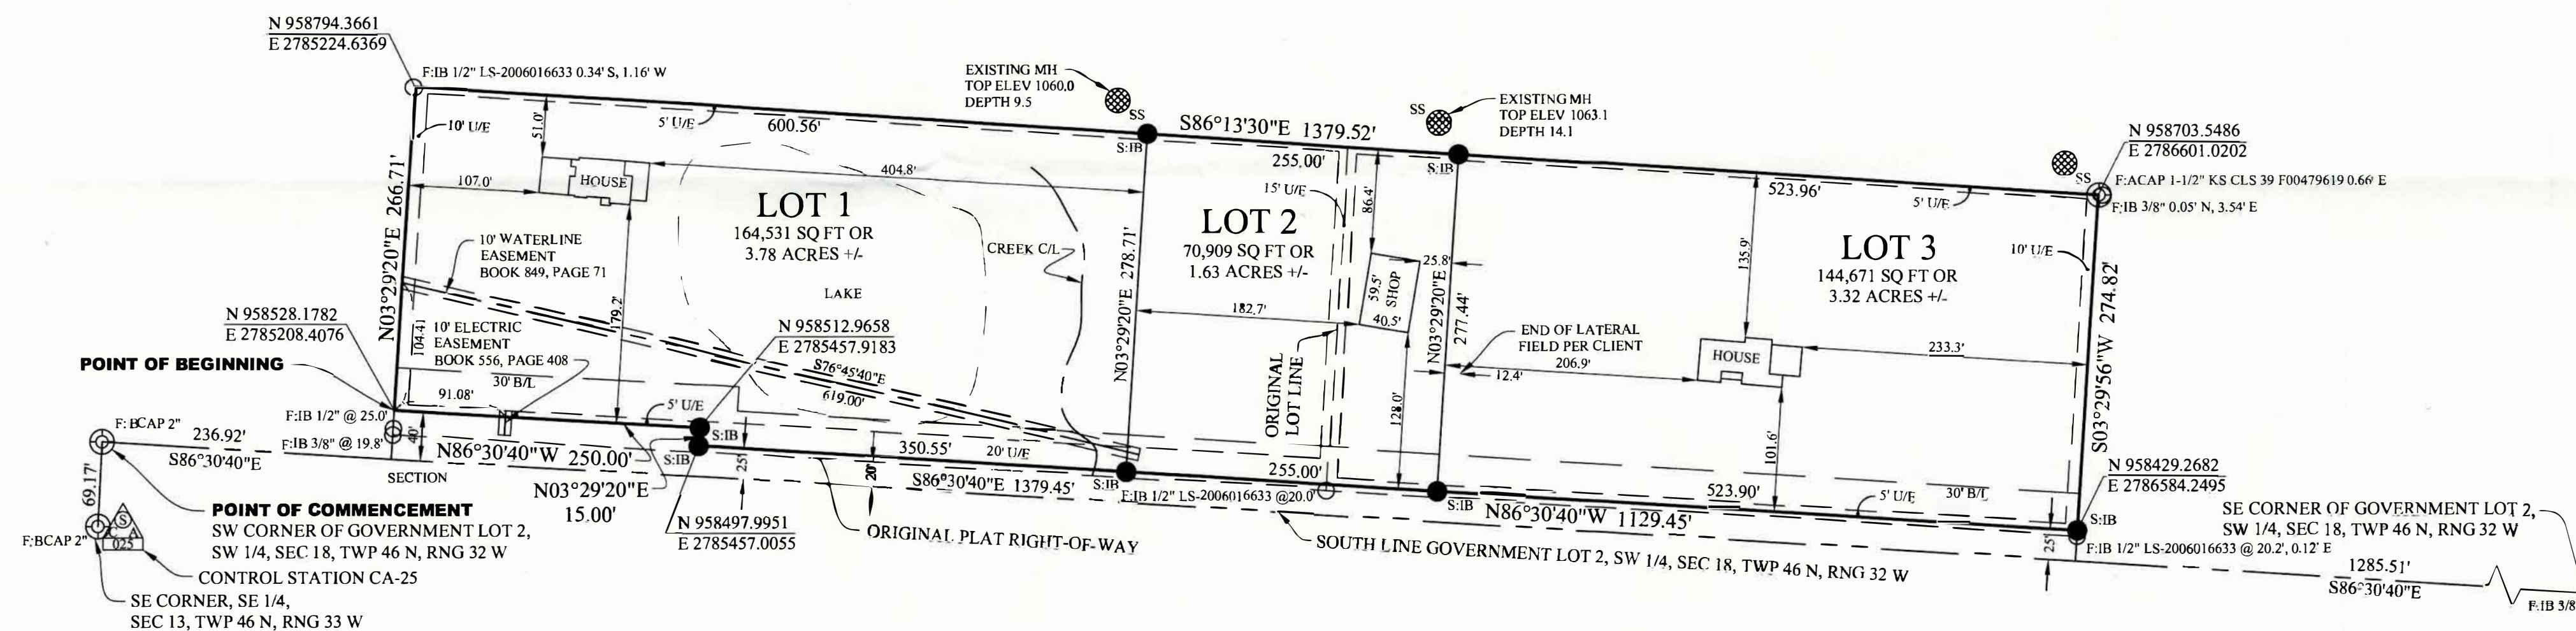 N 958794.3661
E 2785224.6369
F:IB 1/2" LS-2006016633 0.34' S, 1.16' W
EXISTING MH
TOP ELEV 1060.0
DEPTH 9.5
SS
S86°13'30"E 1379.52'
SS
EXISTING MH
TOP ELEV 1063.1
DEPTH 14.1
N 958703.5486
E 2786601.0202
SS
F:ACAP 1-1/2" KS CLS 39 F00479619 0.66' E
F:IB 3/8" 0.05' N, 3.54' E
10' U/E
51.0'
5' U/E
600.56'
S:IB
255.00'
S:IB
523.96'
5' U/E
N03°29'20"E 266.71'
107.0'
HOUSE
404.8'
LOT 1
164,531 SQ FT OR
3.78 ACRES +/-
LAKE
CREEK C/L
N03°29'20"E 278.71'
LOT 2
70,909 SQ FT OR
1.63 ACRES +/-
15' U/E
86.4'
25.8'
59.5'
SHOP
40.5'
182.7'
N03°29'20"E
277.44'
135.9'
LOT 3
144,671 SQ FT OR
3.32 ACRES +/-
10' U/E
S03°29'56"W 274.82'
10' WATERLINE
EASEMENT
BOOK 849, PAGE 71
179.2'
N 958528.1782
E 2785208.4076
104.41
10' ELECTRIC
EASEMENT
BOOK 556, PAGE 408
N 958512.9658
E 2785457.9183
S76°45'40"E
619.00'
ORIGINAL
LOT LINE
END OF LATERAL
FIELD PER CLIENT
206.9'
12.4'
HOUSE
233.3'
POINT OF BEGINNING
30' B/L
91.08'
5' U/E
128.0'
101.6'
F:IB 1/2" @ 25.0'
F:IB 3/8" @ 19.8'
40'
F:BCAP 2"
236.92'
S86°30'40"E
69.17'
N86°30'40"W 250.00'
S:IB
S:IB
25'
350.55'
20'
20' U/E
S86°30'40"E 1379.45'
S:IB
255.00'
F:IB 1/2" LS-2006016633 @20.0'
S:IB
523.90'
N86°30'40"W 1129.45'
5' U/E
30' B/L
N 958429.2682
E 2786584.2495
S:IB
25'
F:IB 1/2" LS-2006016633 @ 20.2', 0.12' E
SECTION
N03°29'20"E
15.00'
N 958497.9951
E 2785457.0055
ORIGINAL PLAT RIGHT-OF-WAY
SOUTH LINE GOVERNMENT LOT 2, SW 1/4, SEC 18, TWP 46 N, RNG 32 W
SE CORNER OF GOVERNMENT LOT 2,
SW 1/4, SEC 18, TWP 46 N, RNG 32 W
1285.51'
S86°30'40"E
F:IB 3/8
POINT OF COMMENCEMENT
SW CORNER OF GOVERNMENT LOT 2,
SW 1/4, SEC 18, TWP 46 N, RNG 32 W
F:BCAP 2"
S
C A
025
CONTROL STATION CA-25
SE CORNER, SE 1/4,
SEC 13, TWP 46 N, RNG 33 W